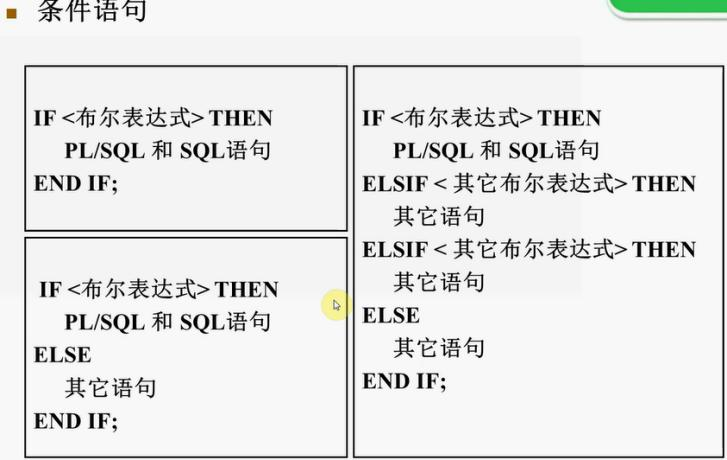 条件语句
IF <布尔表达式> THEN
PL/SQL 和 SQL语句
END IF;
IF <布尔表达式> THEN
PL/SQL 和 SQL语句
ELSE
其它语句
END IF;
IF <布尔表达式> THEN
PL/SQL 和 SQL语句
ELSIF < 其它布尔表达式> THEN
其它语句
ELSIF < 其它布尔表达式> THEN
其它语句
ELSE
其它语句
END IF;